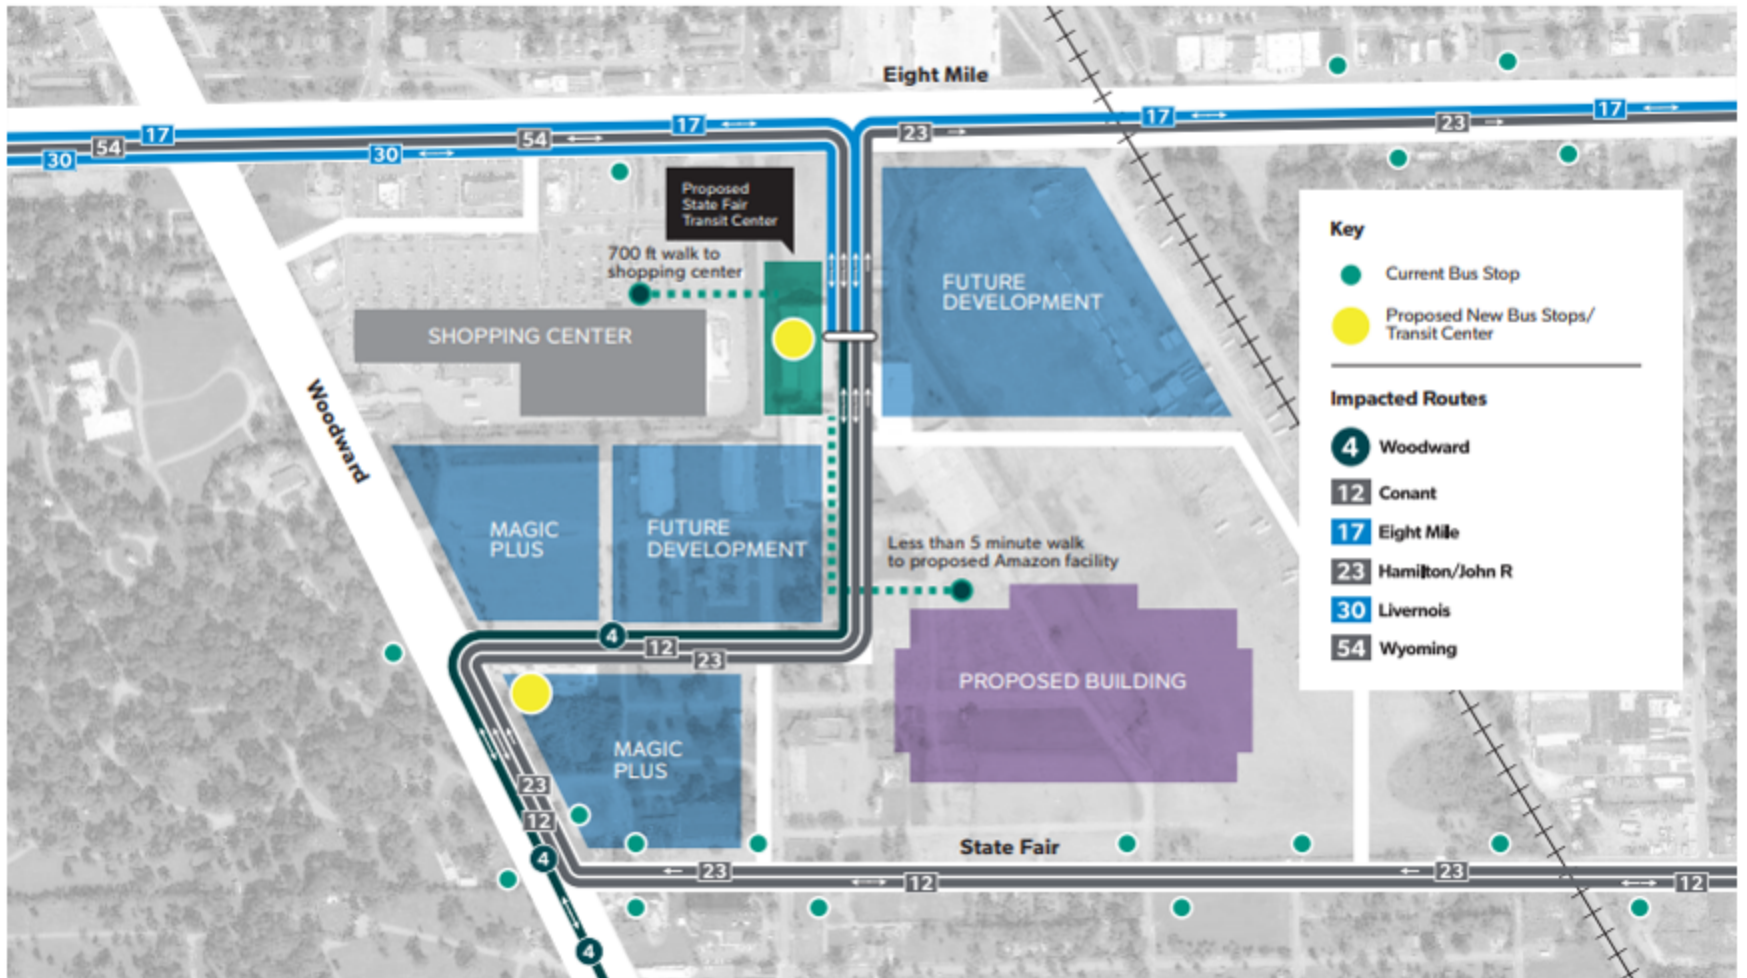 Eight Mile
17
54
30
17
54
30
17
23
17
23
17
Proposed
State Fair
Transit Center
700 ft walk to
shopping center
SHOPPING CENTER
FUTURE
DEVELOPMENT
Woodward
MAGIC
PLUS
FUTURE
DEVELOPMENT
Less than 5 minute walk
to proposed Amazon facility
4
12
23
PROPOSED BUILDING
MAGIC
PLUS
23
12
4
State Fair
23
12
23
12
4
Key
Current Bus Stop
Proposed New Bus Stops/
Transit Center
Impacted Routes
4 Woodward
12 Conant
17 Eight Mile
23 Hamilton/John R
30 Livernois
54 Wyoming